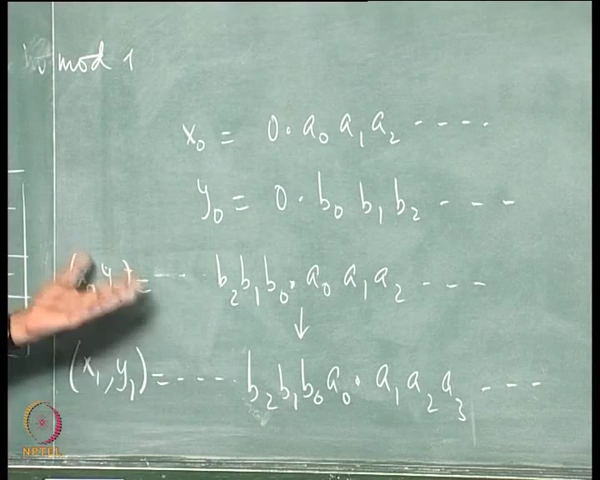 mod 1
x₀ = 0 · a₀ a₁ a₂ ----
y₀ = 0 · b₀ b₁ b₂ ---
= --- b₂ b₁ b₀ · a₀ a₁ a₂ ---
↓
(x₁, y₁) = ---- b₂ b₁ b₀ a₀ · a₁ a₂ a₃ ---
NPTEL